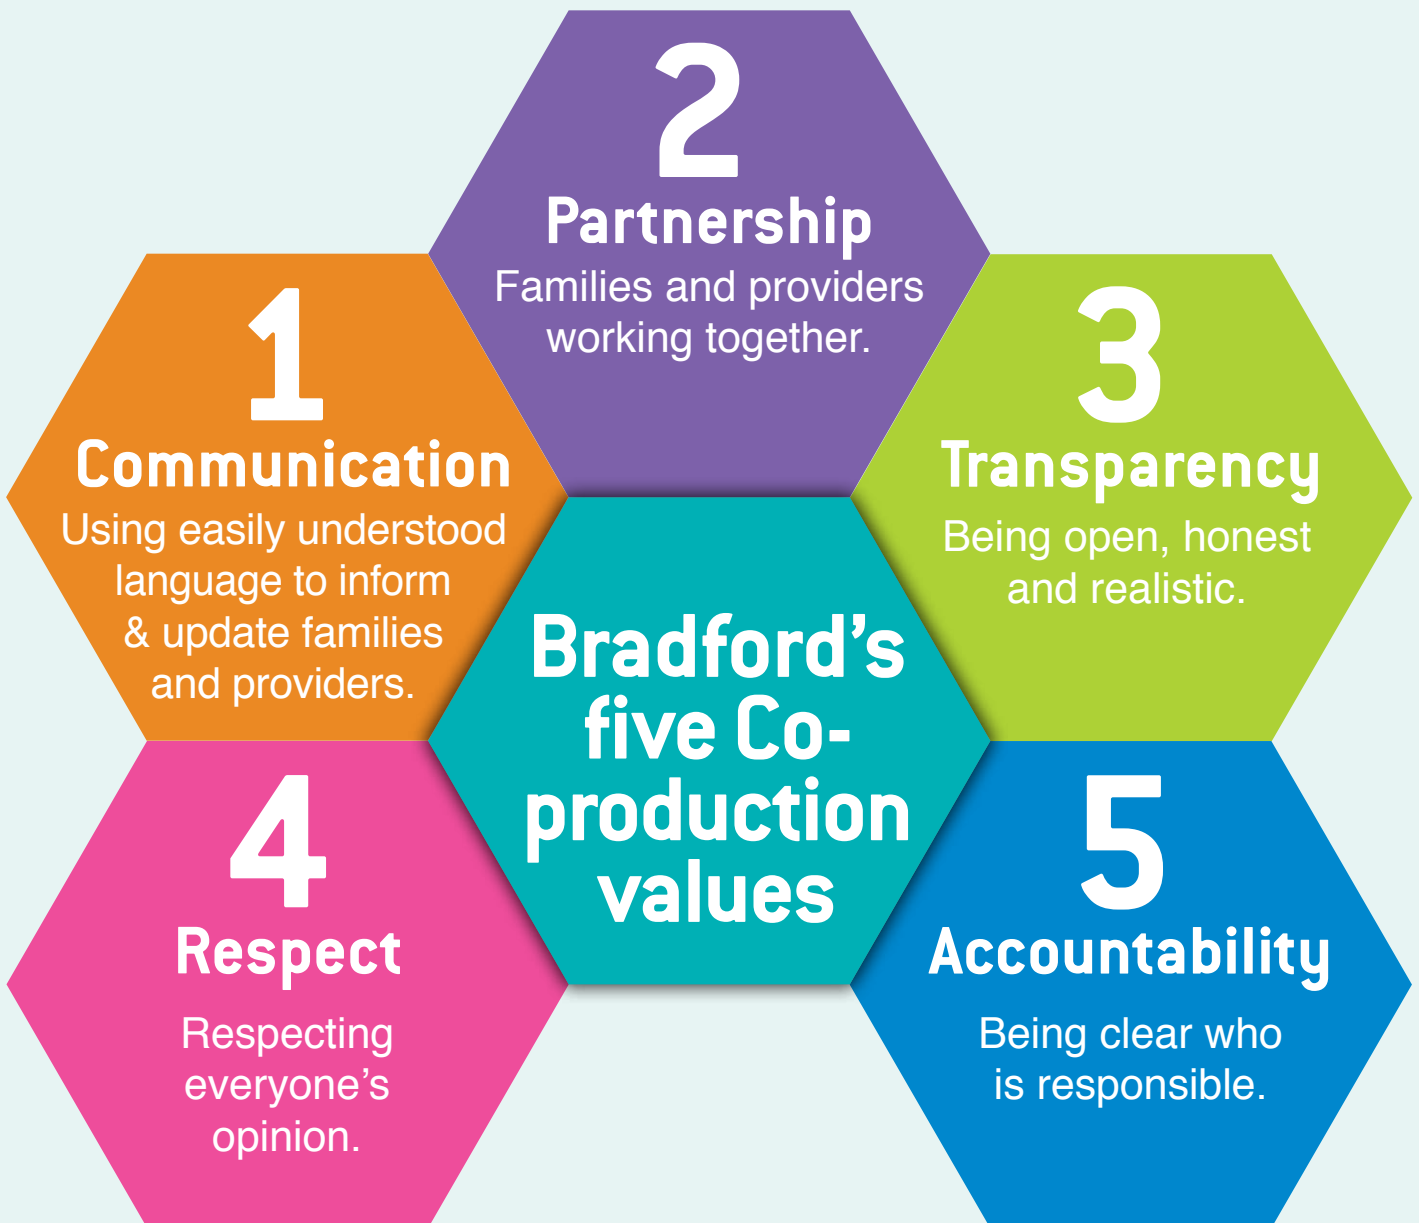 1
Communication
Using easily understood
language to inform
& update families
and providers.
2
Partnership
Families and providers
working together.
3
Transparency
Being open, honest
and realistic.
Bradford’s
five Co-
production
values
4
Respect
Respecting
everyone’s
opinion.
5
Accountability
Being clear who
is responsible.